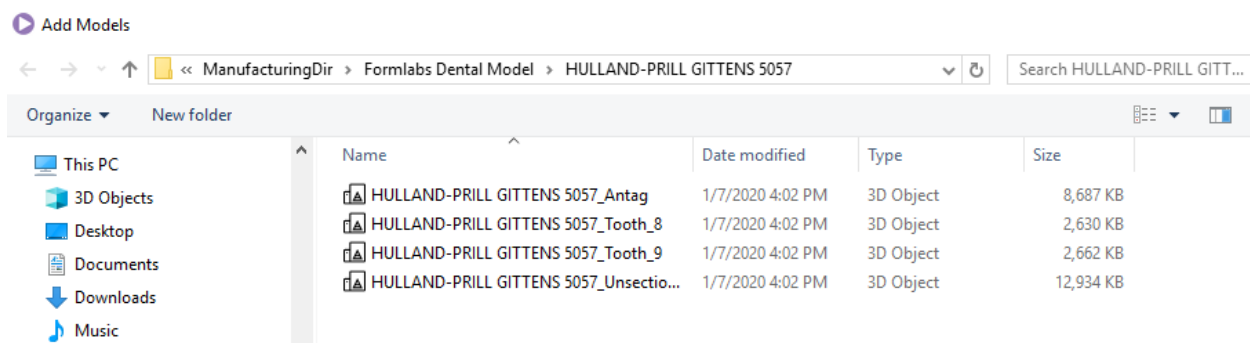 Add Models
« ManufacturingDir › Formlabs Dental Model › HULLAND-PRILL GITTENS 5057
Search HULLAND-PRILL GITT...
Organize New folder
This PC
3D Objects
Desktop
Documents
Downloads
Music
Name Date modified Type Size
HULLAND-PRILL GITTENS 5057_Antag 1/7/2020 4:02 PM 3D Object 8,687 KB
HULLAND-PRILL GITTENS 5057_Tooth_8 1/7/2020 4:02 PM 3D Object 2,630 KB
HULLAND-PRILL GITTENS 5057_Tooth_9 1/7/2020 4:02 PM 3D Object 2,662 KB
HULLAND-PRILL GITTENS 5057_Unsectio... 1/7/2020 4:02 PM 3D Object 12,934 KB